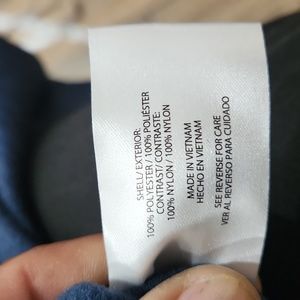 SHELL/ EXTERIOR:
100% POLYESTER / 100% POLIÉSTER
CONTRAST/ CONTRASTE:
100% NYLON / 100% NYLON
MADE IN VIETNAM
HECHO EN VIETNAM
SEE REVERSE FOR CARE
VER AL REVERSO PARA CUIDADO